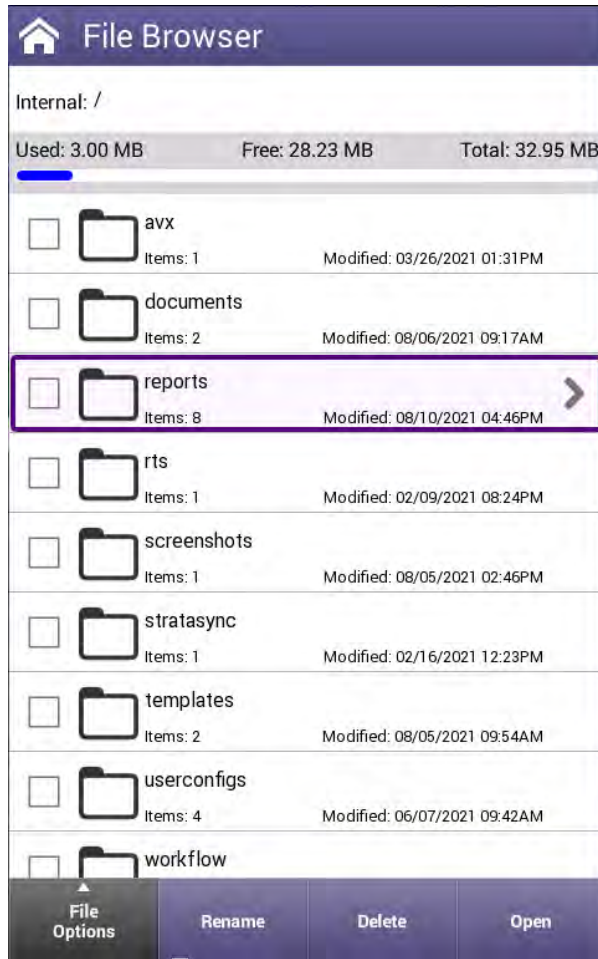 File Browser
Internal: /
Used: 3.00 MB Free: 28.23 MB Total: 32.95 MB
avx
Items: 1 Modified: 03/26/2021 01:31PM
documents
Items: 2 Modified: 08/06/2021 09:17AM
reports
Items: 8 Modified: 08/10/2021 04:46PM
rts
Items: 1 Modified: 02/09/2021 08:24PM
screenshots
Items: 1 Modified: 08/05/2021 02:46PM
stratasync
Items: 1 Modified: 02/16/2021 12:23PM
templates
Items: 2 Modified: 08/05/2021 09:54AM
userconfigs
Items: 4 Modified: 06/07/2021 09:42AM
workflow
File
Options
Rename Delete Open